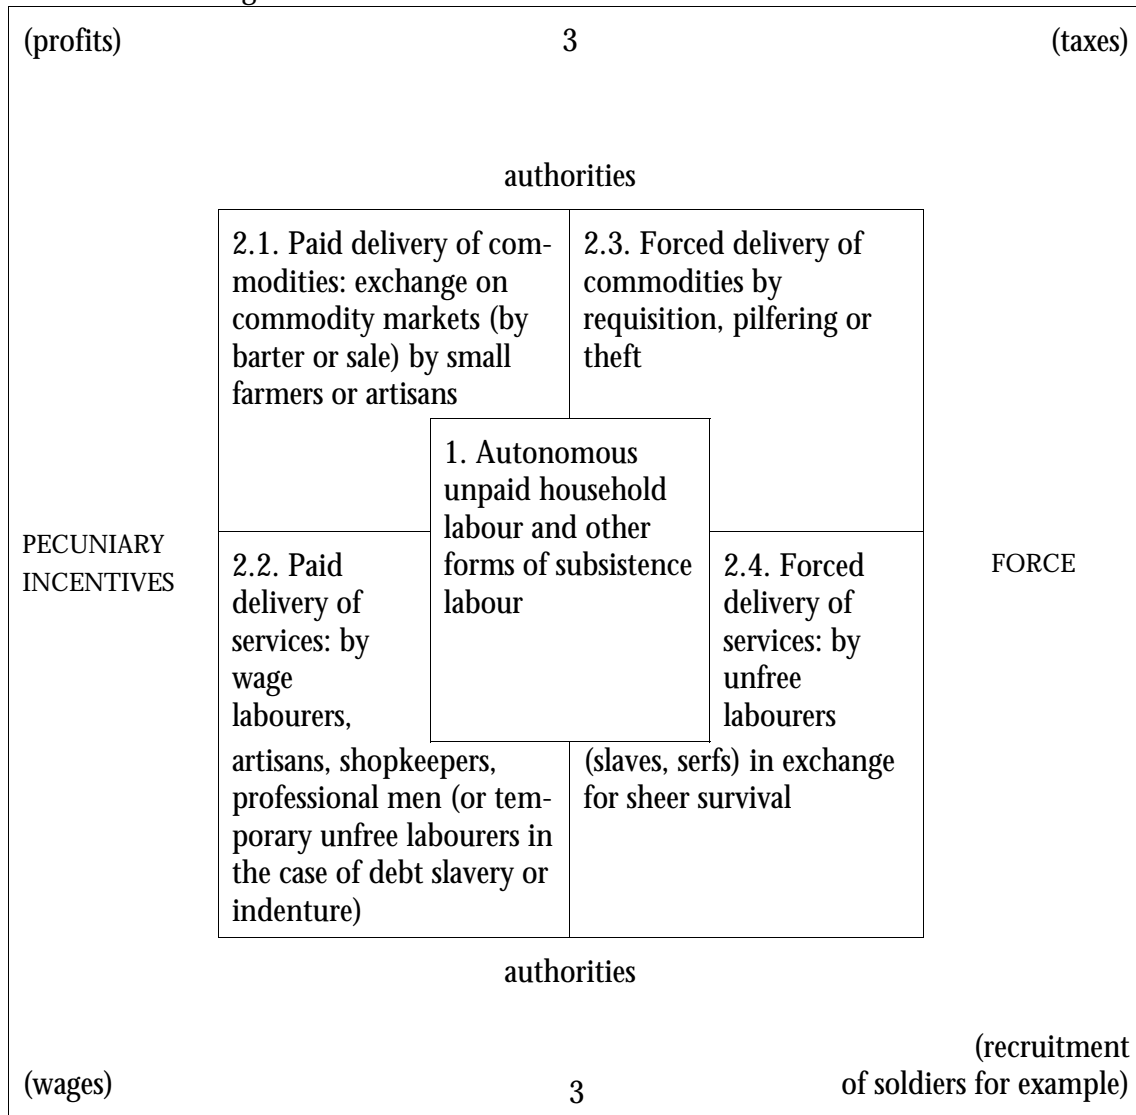 (profits)
3
(taxes)
authorities
2.1. Paid delivery of com-
modities: exchange on
commodity markets (by
barter or sale) by small
farmers or artisans
2.3. Forced delivery of
commodities by
requisition, pilfering or
theft
1. Autonomous
unpaid household
labour and other
forms of subsistence
labour
PECUNIARY
INCENTIVES
2.2. Paid
delivery of
services: by
wage
labourers,
artisans, shopkeepers,
professional men (or tem-
porary unfree labourers in
the case of debt slavery or
indenture)
2.4. Forced
delivery of
services: by
unfree
labourers
(slaves, serfs) in exchange
for sheer survival
FORCE
authorities
(wages)
3
(recruitment
of soldiers for example)